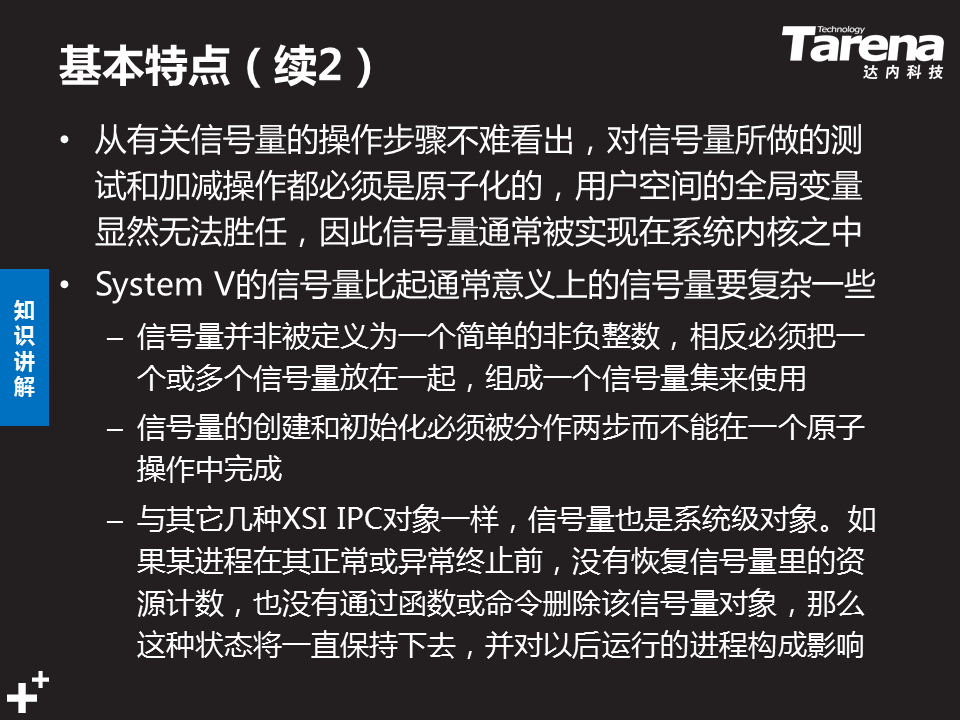 基本特点（续2）
Technology
Tarena
达内科技
• 从有关信号量的操作步骤不难看出，对信号量所做的测
试和加减操作都必须是原子化的，用户空间的全局变量
显然无法胜任，因此信号量通常被实现在系统内核之中
• System V的信号量比起通常意义上的信号量要复杂一些
– 信号量并非被定义为一个简单的非负整数，相反必须把一
个或多个信号量放在一起，组成一个信号量集来使用
– 信号量的创建和初始化必须被分作两步而不能在一个原子
操作中完成
– 与其它几种XSI IPC对象一样，信号量也是系统级对象。如
果某进程在其正常或异常终止前，没有恢复信号量里的资
源计数，也没有通过函数或命令删除该信号量对象，那么
这种状态将一直保持下去，并对以后运行的进程构成影响
知
识
讲
解